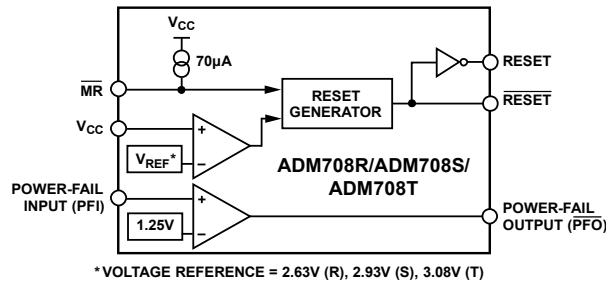 VCC
70µA
MR
RESET
RESET
GENERATOR
RESET
VCC
VREF*
ADM708R/ADM708S/
ADM708T
POWER-FAIL
INPUT (PFI)
1.25V
POWER-FAIL
OUTPUT (PFO)
*VOLTAGE REFERENCE = 2.63V (R), 2.93V (S), 3.08V (T)